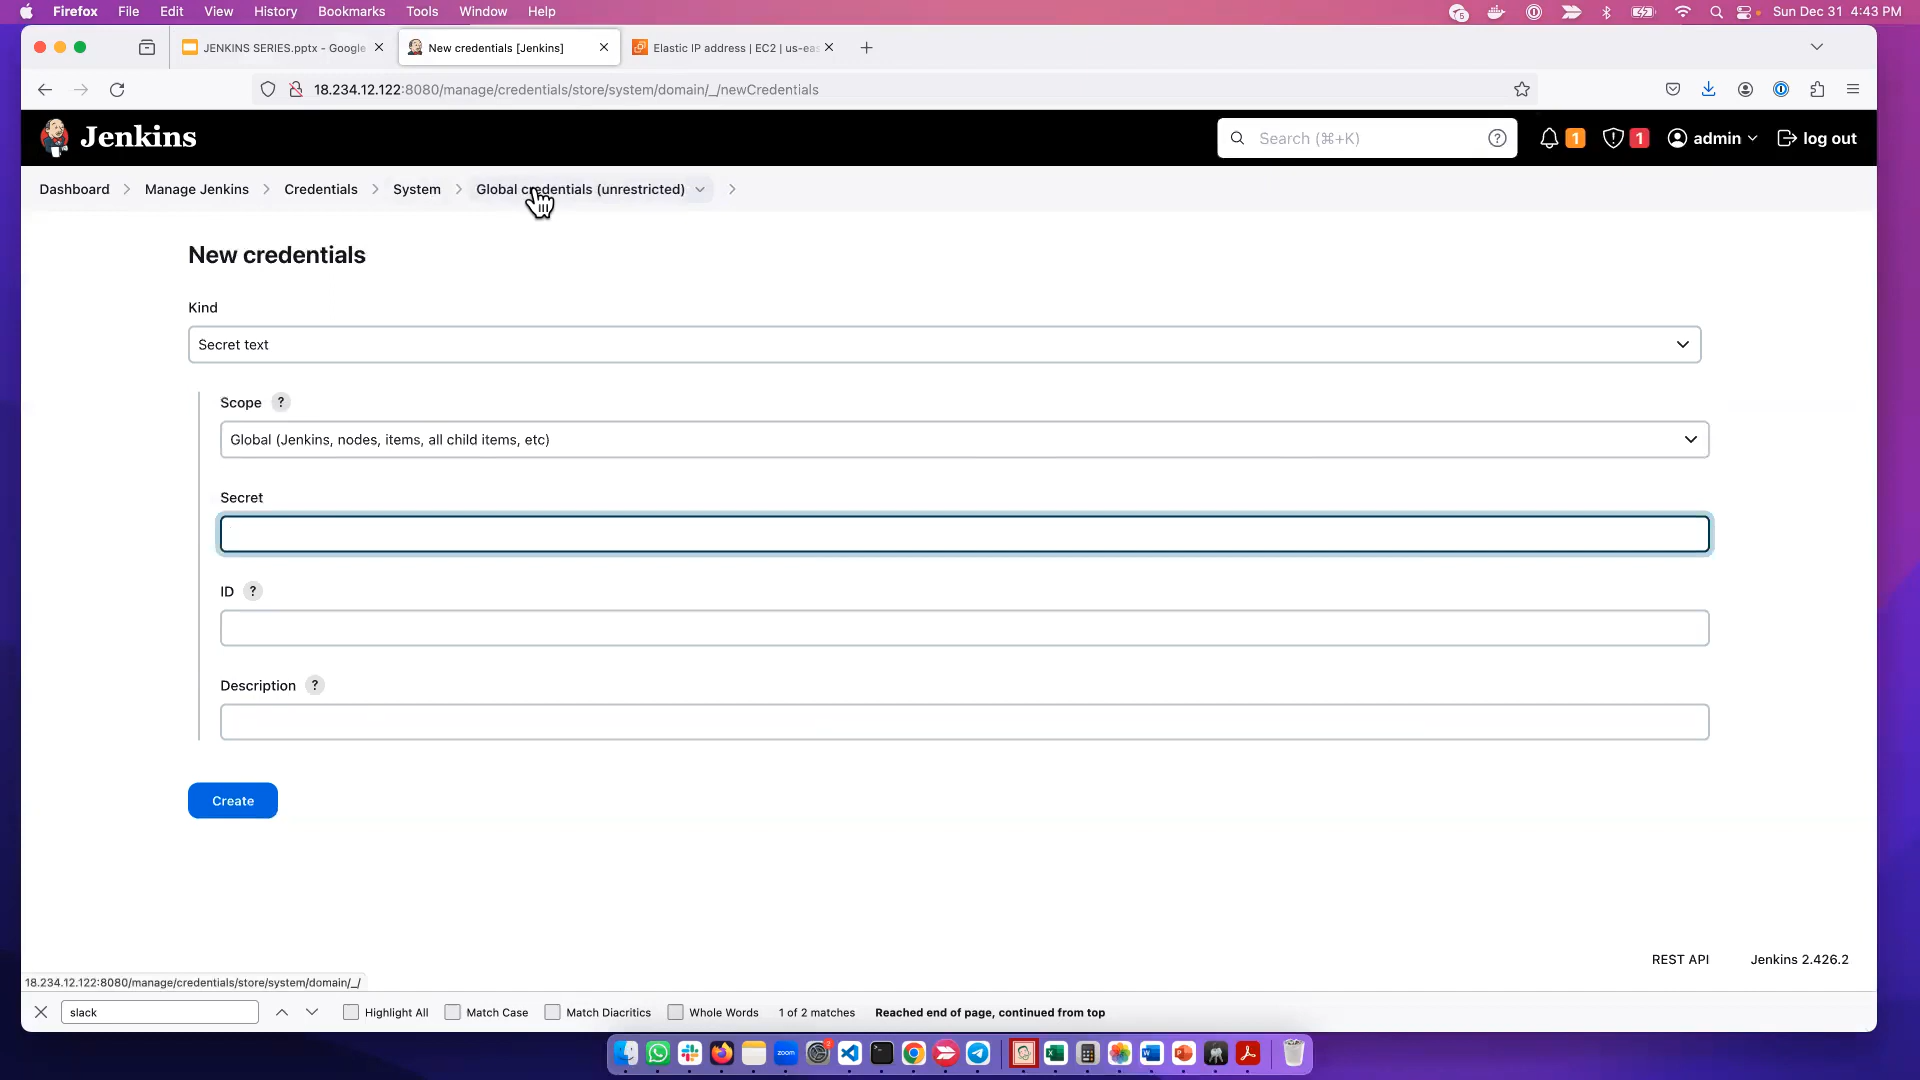 Firefox File Edit View History Bookmarks Tools Window Help 5 Sun Dec 31 4:43 PM
JENKINS SERIES.pptx - Google New credentials [Jenkins] Elastic IP address | EC2 | us-eas
18.234.12.122:8080/manage/credentials/store/system/domain/_/newCredentials
Jenkins Search (⌘+K) ? 1 1 admin log out
Dashboard Manage Jenkins Credentials System Global credentials (unrestricted)
New credentials
Kind
Secret text
Scope ?
Global (Jenkins, nodes, items, all child items, etc)
Secret
ID ?
Description ?
Create
REST API Jenkins 2.426.2
18.234.12.122:8080/manage/credentials/store/system/domain/_/
slack Highlight All Match Case Match Diacritics Whole Words 1 of 2 matches Reached end of page, continued from top
zoom 2